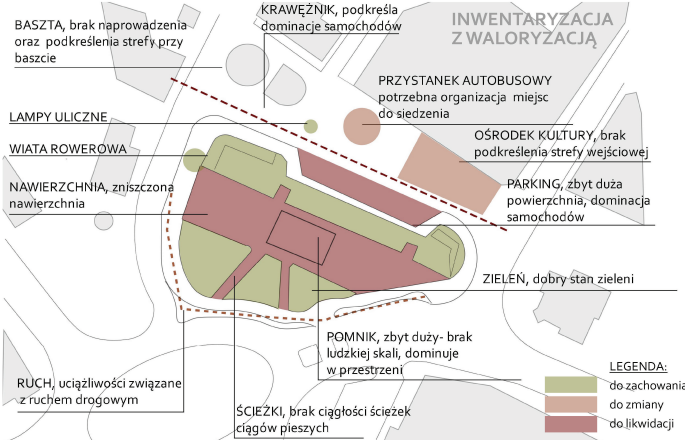 INWENTARYZACJA
Z WALORYZACJĄ
BASZTA, brak naprowadzenia
oraz podkreślenia strefy przy
baszcie
KRAWĘŻNIK, podkręśla
dominacje samochodów
PRZYSTANEK AUTOBUSOWY
potrzebna organizacja miejsc
do siedzenia
LAMPY ULICZNE
OŚRODEK KULTURY, brak
podkreślenia strefy wejściowej
WIATA ROWEROWA
NAWIERZCHNIA, zniszczona
nawierzchnia
PARKING, zbyt duża
powierzchnia, dominacja
samochodów
ZIELEŃ, dobry stan zieleni
POMNIK, zbyt duży- brak
ludzkiej skali, dominuje
w przestrzeni
RUCH, uciążliwości związane
z ruchem drogowym
ŚCIEŻKI, brak ciągłości ścieżek
ciągów pieszych
LEGENDA:
do zachowania
do zmiany
do likwidacji